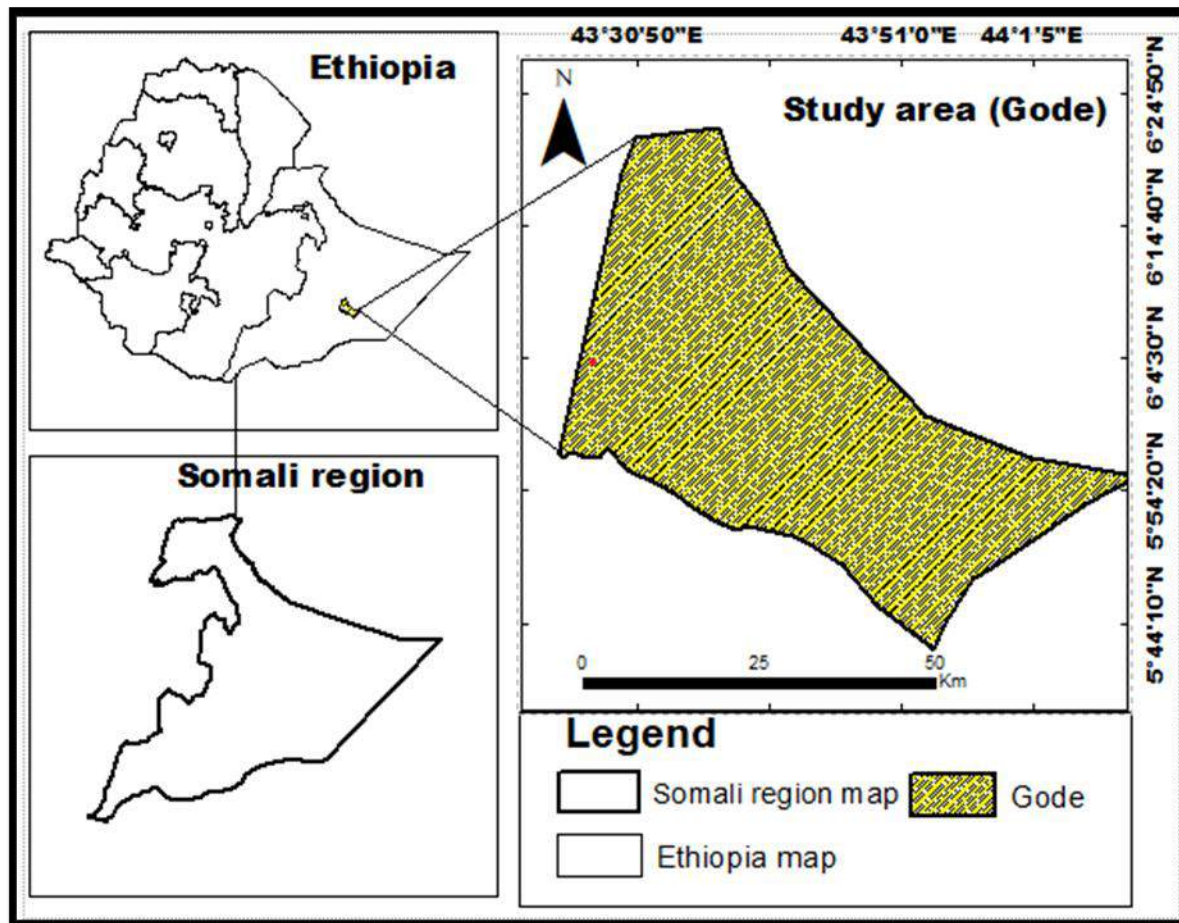 Ethiopia
Somali region
43°30'50"E 43°51'0"E 44°1'5"E
N
Study area (Gode)
6°24'50"N
6°14'40"N
6°4'30"N
5°54'20"N
5°44'10"N
0 25 50
Km
Legend
Somali region map
Gode
Ethiopia map